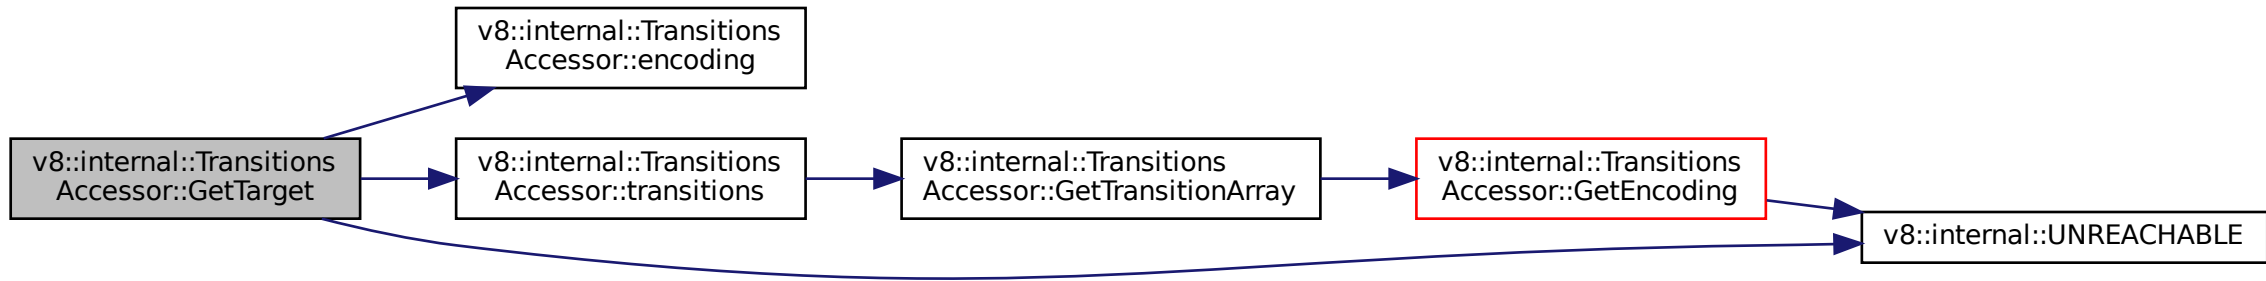 v8::internal::Transitions
Accessor::encoding
v8::internal::Transitions
Accessor::GetTarget
v8::internal::Transitions
Accessor::transitions
v8::internal::Transitions
Accessor::GetTransitionArray
v8::internal::Transitions
Accessor::GetEncoding
v8::internal::UNREACHABLE